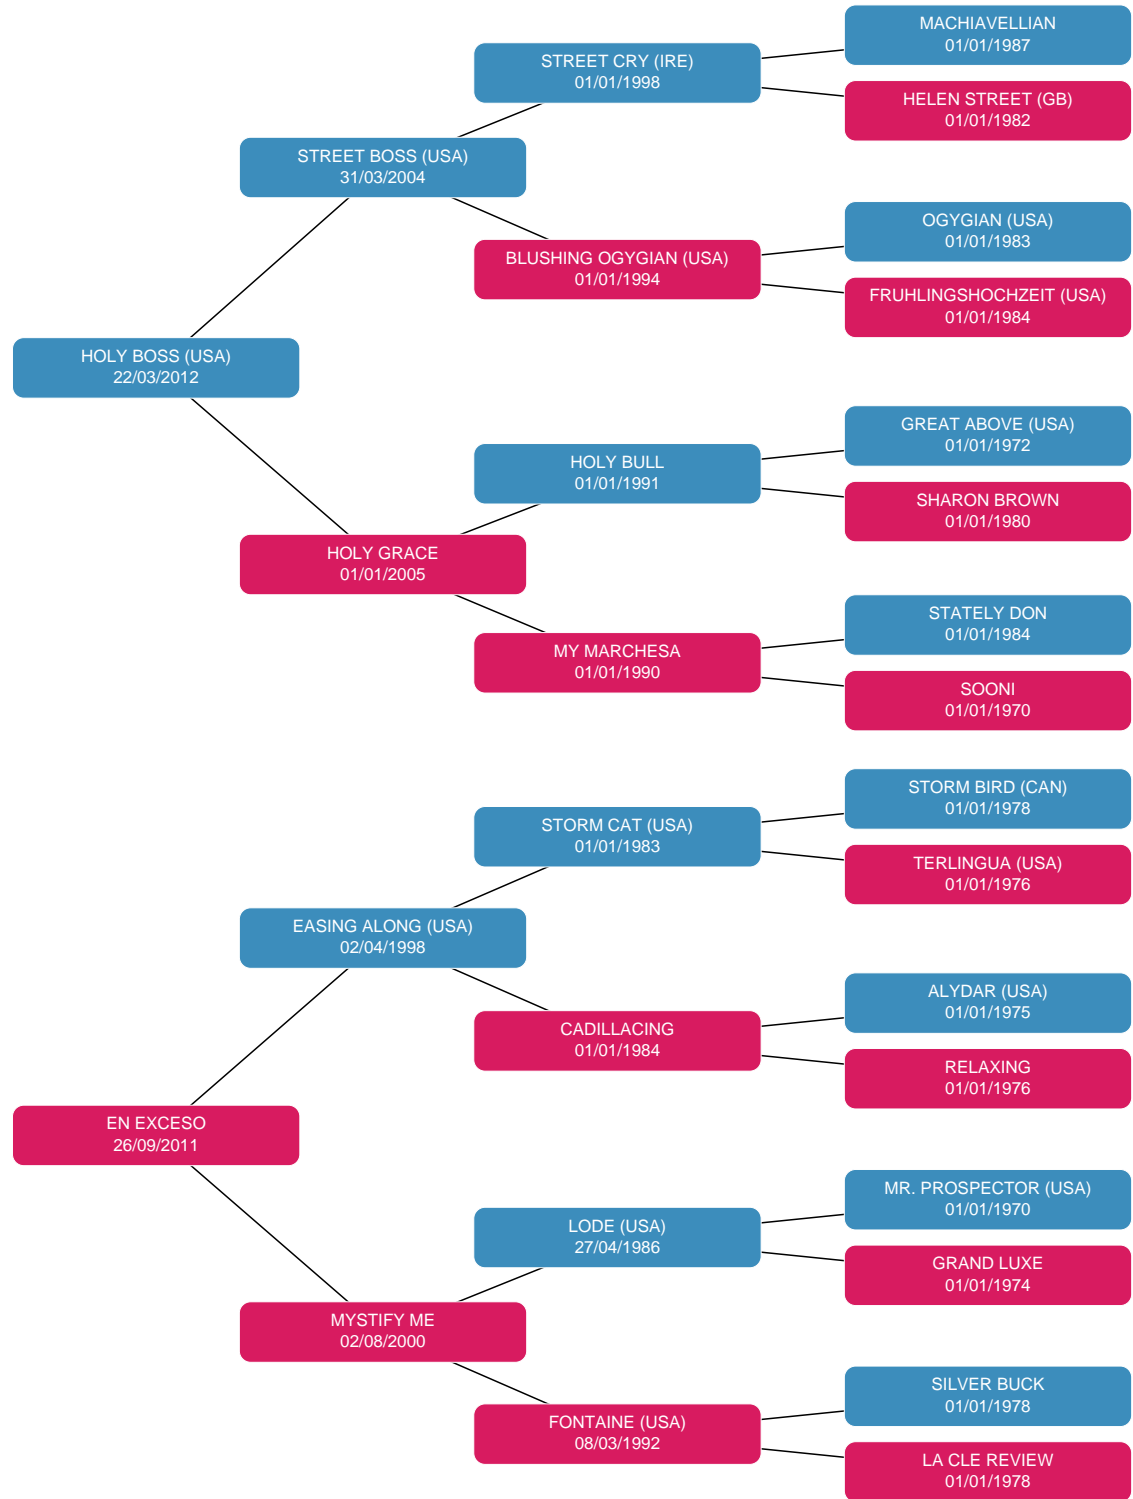 MACHIAVELLIAN
01/01/1987
STREET CRY (IRE)
01/01/1998
HELEN STREET (GB)
01/01/1982
STREET BOSS (USA)
31/03/2004
OGYGIAN (USA)
01/01/1983
BLUSHING OGYGIAN (USA)
01/01/1994
FRUHLINGSHOCHZEIT (USA)
01/01/1984
HOLY BOSS (USA)
22/03/2012
GREAT ABOVE (USA)
01/01/1972
HOLY BULL
01/01/1991
SHARON BROWN
01/01/1980
HOLY GRACE
01/01/2005
STATELY DON
01/01/1984
MY MARCHESA
01/01/1990
SOONI
01/01/1970
STORM BIRD (CAN)
01/01/1978
STORM CAT (USA)
01/01/1983
TERLINGUA (USA)
01/01/1976
EASING ALONG (USA)
02/04/1998
ALYDAR (USA)
01/01/1975
CADILLACING
01/01/1984
RELAXING
01/01/1976
EN EXCESO
26/09/2011
MR. PROSPECTOR (USA)
01/01/1970
LODE (USA)
27/04/1986
GRAND LUXE
01/01/1974
MYSTIFY ME
02/08/2000
SILVER BUCK
01/01/1978
FONTAINE (USA)
08/03/1992
LA CLE REVIEW
01/01/1978